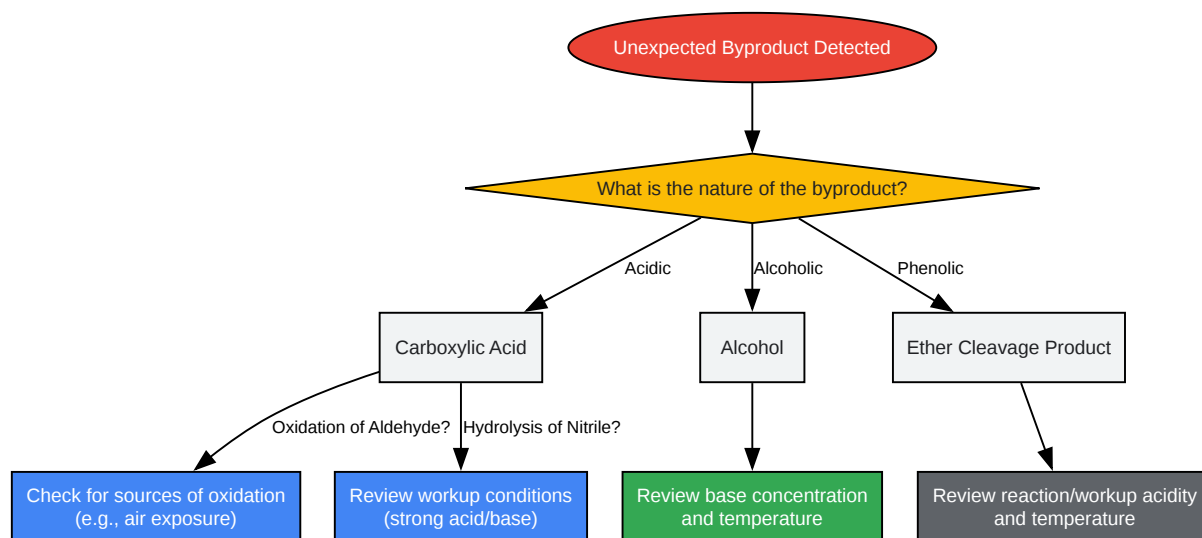 Unexpected Byproduct Detected
What is the nature of the byproduct?
Acidic
Alcoholic
Phenolic
Carboxylic Acid
Alcohol
Ether Cleavage Product
Oxidation of Aldehyde?
Hydrolysis of Nitrile?
Check for sources of oxidation
(e.g., air exposure)
Review workup conditions
(strong acid/base)
Review base concentration
and temperature
Review reaction/workup acidity
and temperature